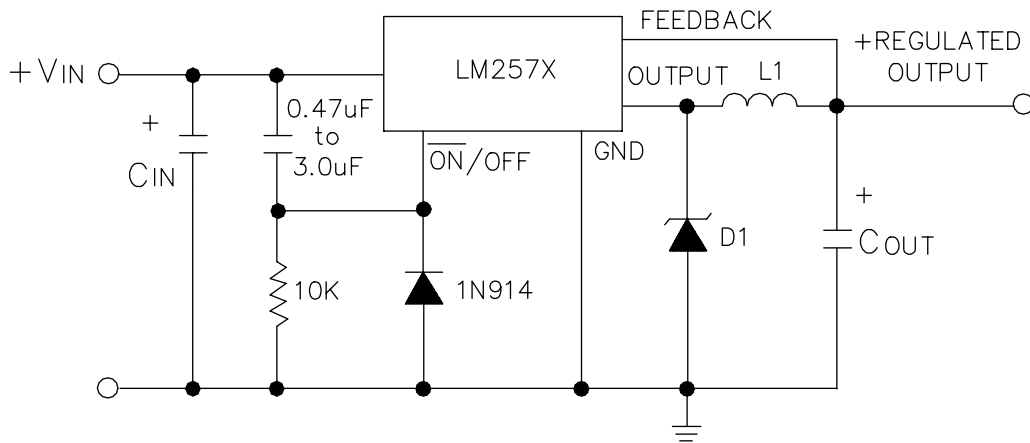 FEEDBACK
+REGULATED
OUTPUT
+VIN
LM257X
OUTPUT
L1
0.47uF
to
3.0uF
+
CIN
ON/OFF
GND
+
COUT
D1
10K
1N914